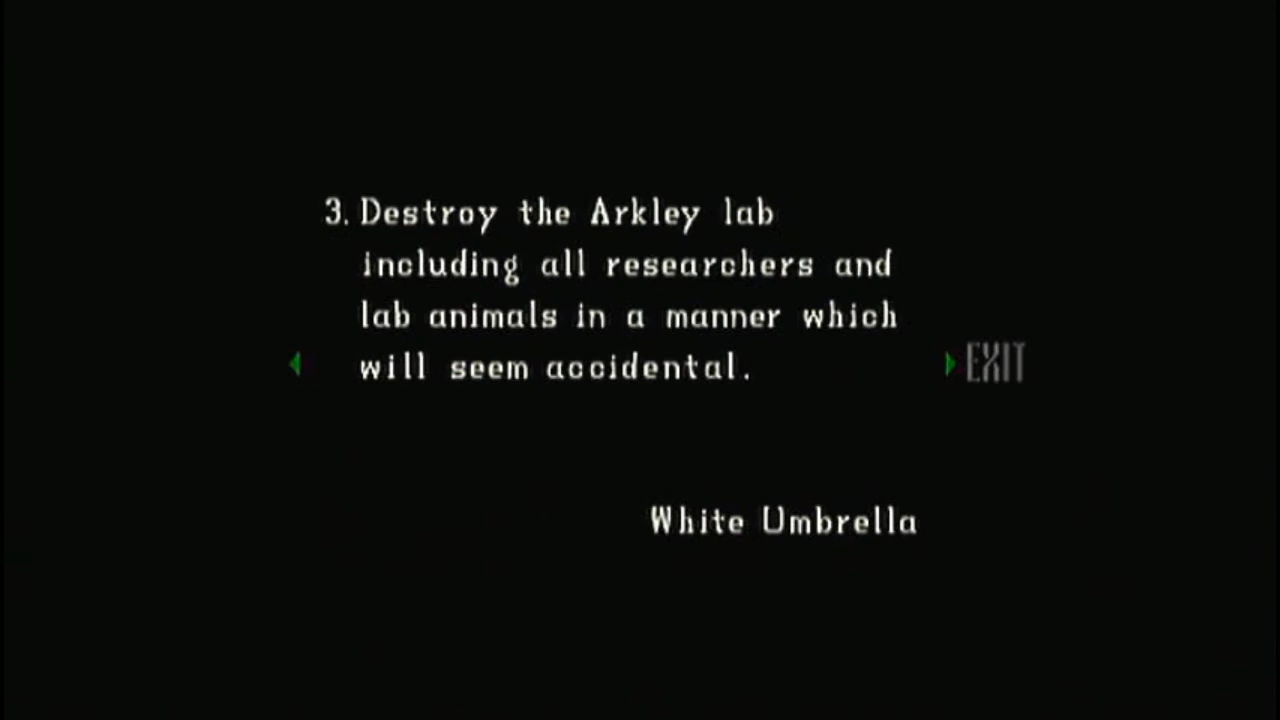 3. Destroy the Arkley lab
including all researchers and
lab animals in a manner which
will seem accidental.
EXIT
White Umbrella